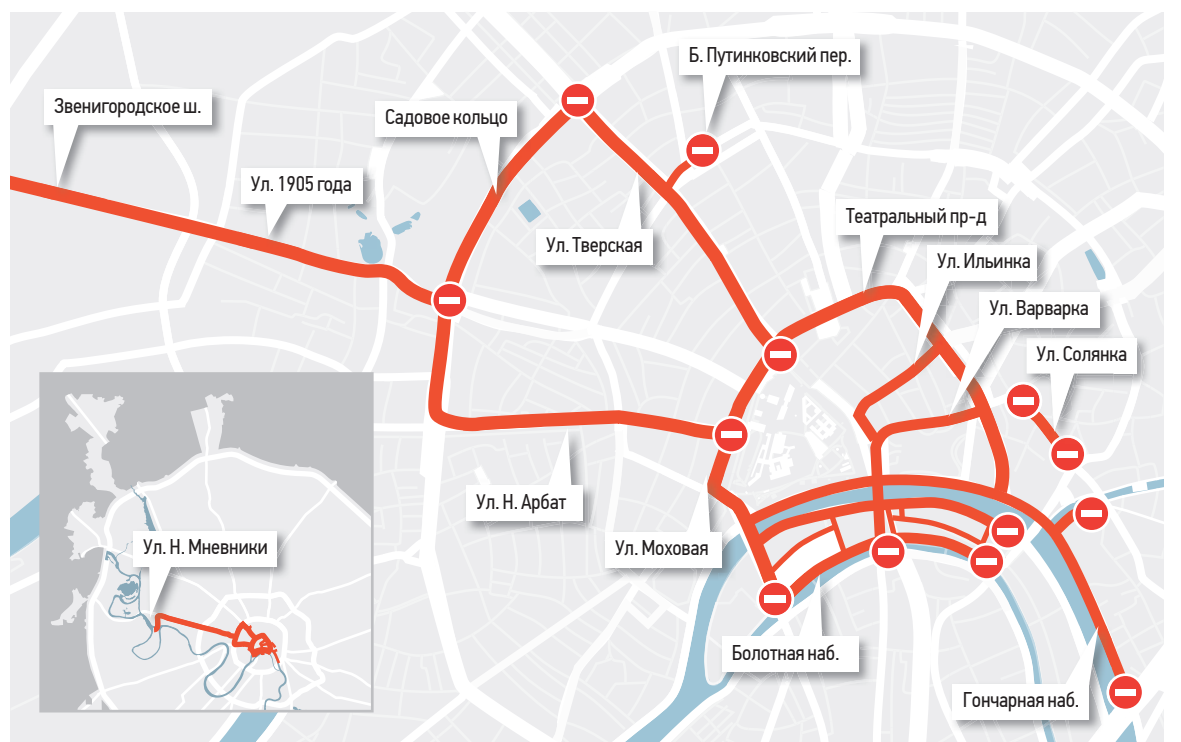 Б. Путинковский пер.
Звенигородское ш.
Садовое кольцо
Ул. 1905 года
Театральный пр-д
Ул. Тверская
Ул. Ильинка
Ул. Варварка
Ул. Солянка
Ул. Н. Арбат
Ул. Н. Мневники
Ул. Моховая
Болотная наб.
Гончарная наб.